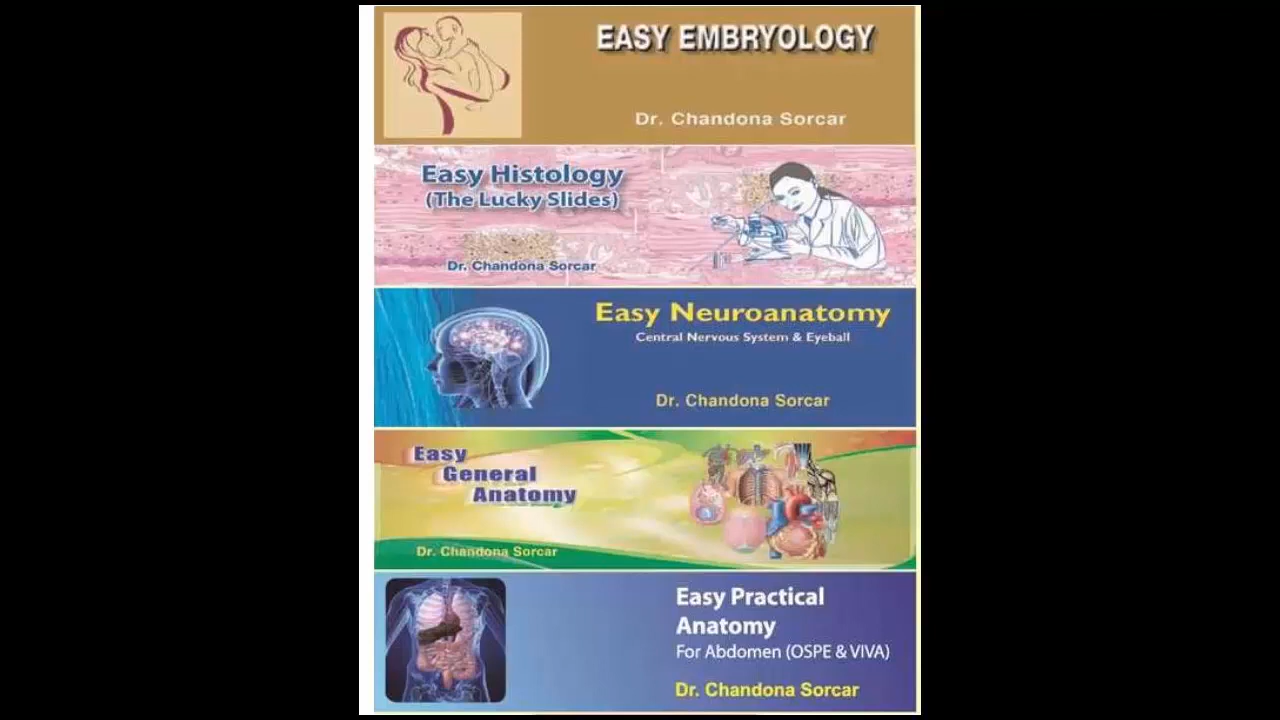 EASY EMBRYOLOGY
Dr. Chandona Sorcar
Easy Histology
(The Lucky Slides)
Dr. Chandona Sorcar
Easy Neuroanatomy
Central Nervous System & Eyeball
Dr. Chandona Sorcar
Easy
General
Anatomy
Dr. Chandona Sorcar
Easy Practical
Anatomy
For Abdomen (OSPE & VIVA)
Dr. Chandona Sorcar